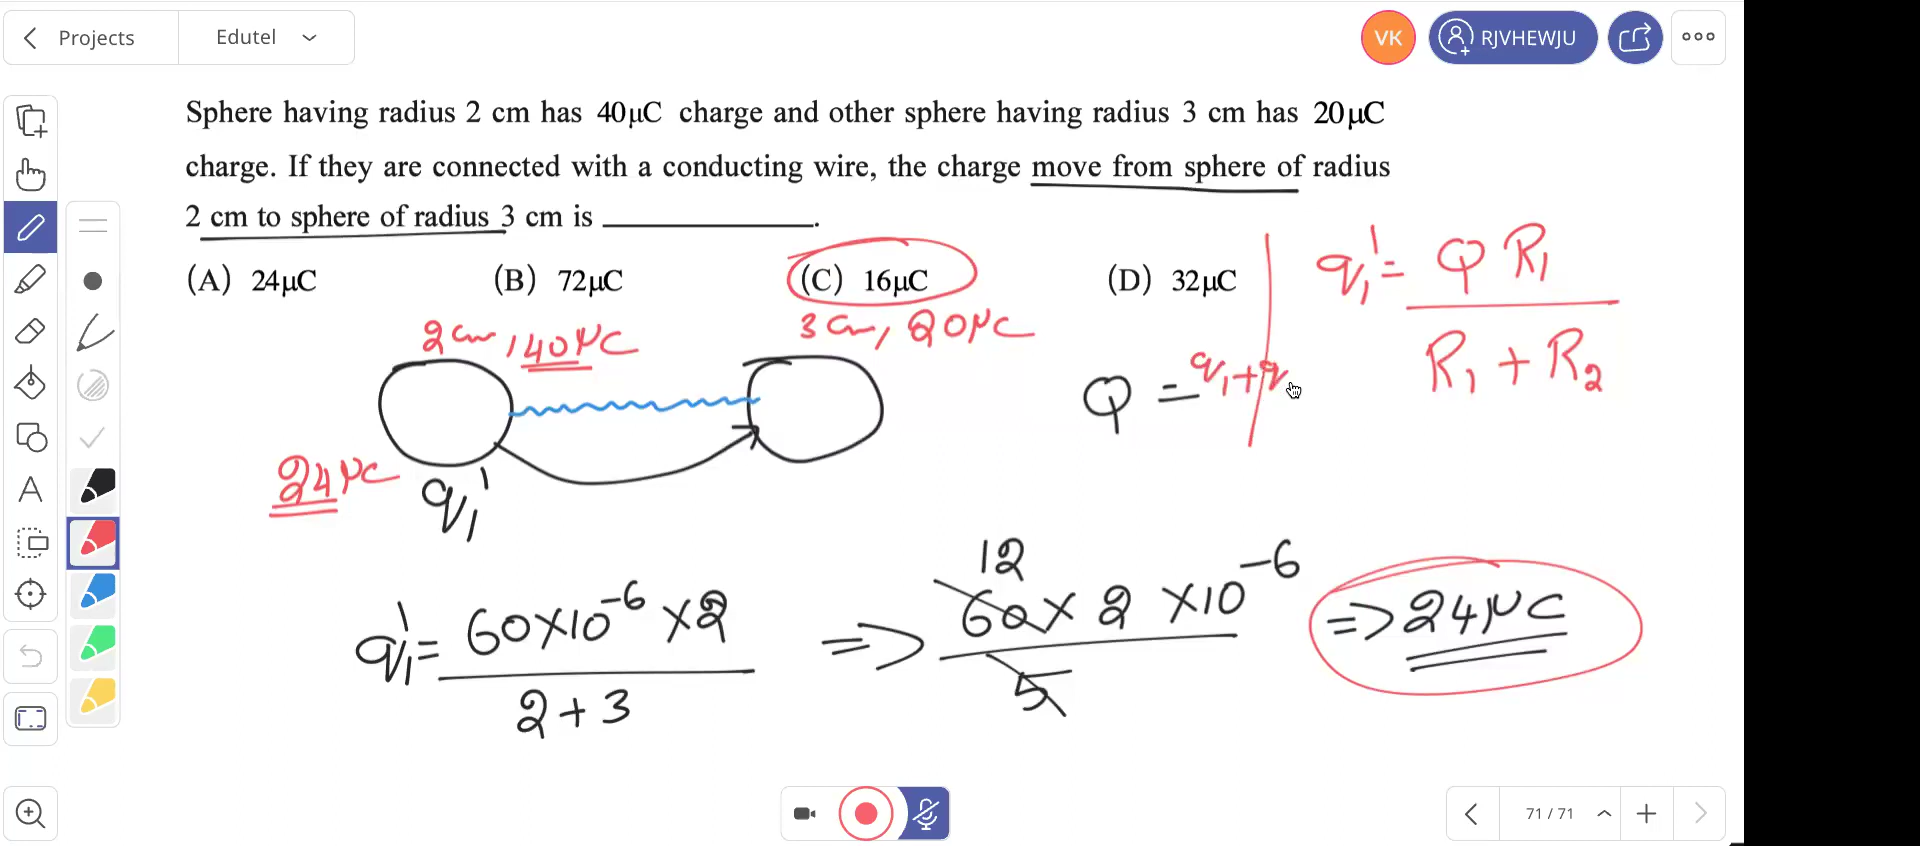 Projects
Edutel
VK
RJVHEWJU
Sphere having radius 2 cm has 40μC charge and other sphere having radius 3 cm has 20μC
charge. If they are connected with a conducting wire, the charge move from sphere of radius
2 cm to sphere of radius 3 cm is ______________.
(A) 24μC (B) 72μC (C) 16μC (D) 32μC
q₁' = Q R₁ / R₁ + R₂
2cm, 40μC
3cm, 20μC
Q = q₁ + q
24μC
q₁'
q₁' = 60×10⁻⁶ × 2 / 2 + 3 => 60 × 2 × 10⁻⁶ / 5 => 24μC
12
A
71 / 71